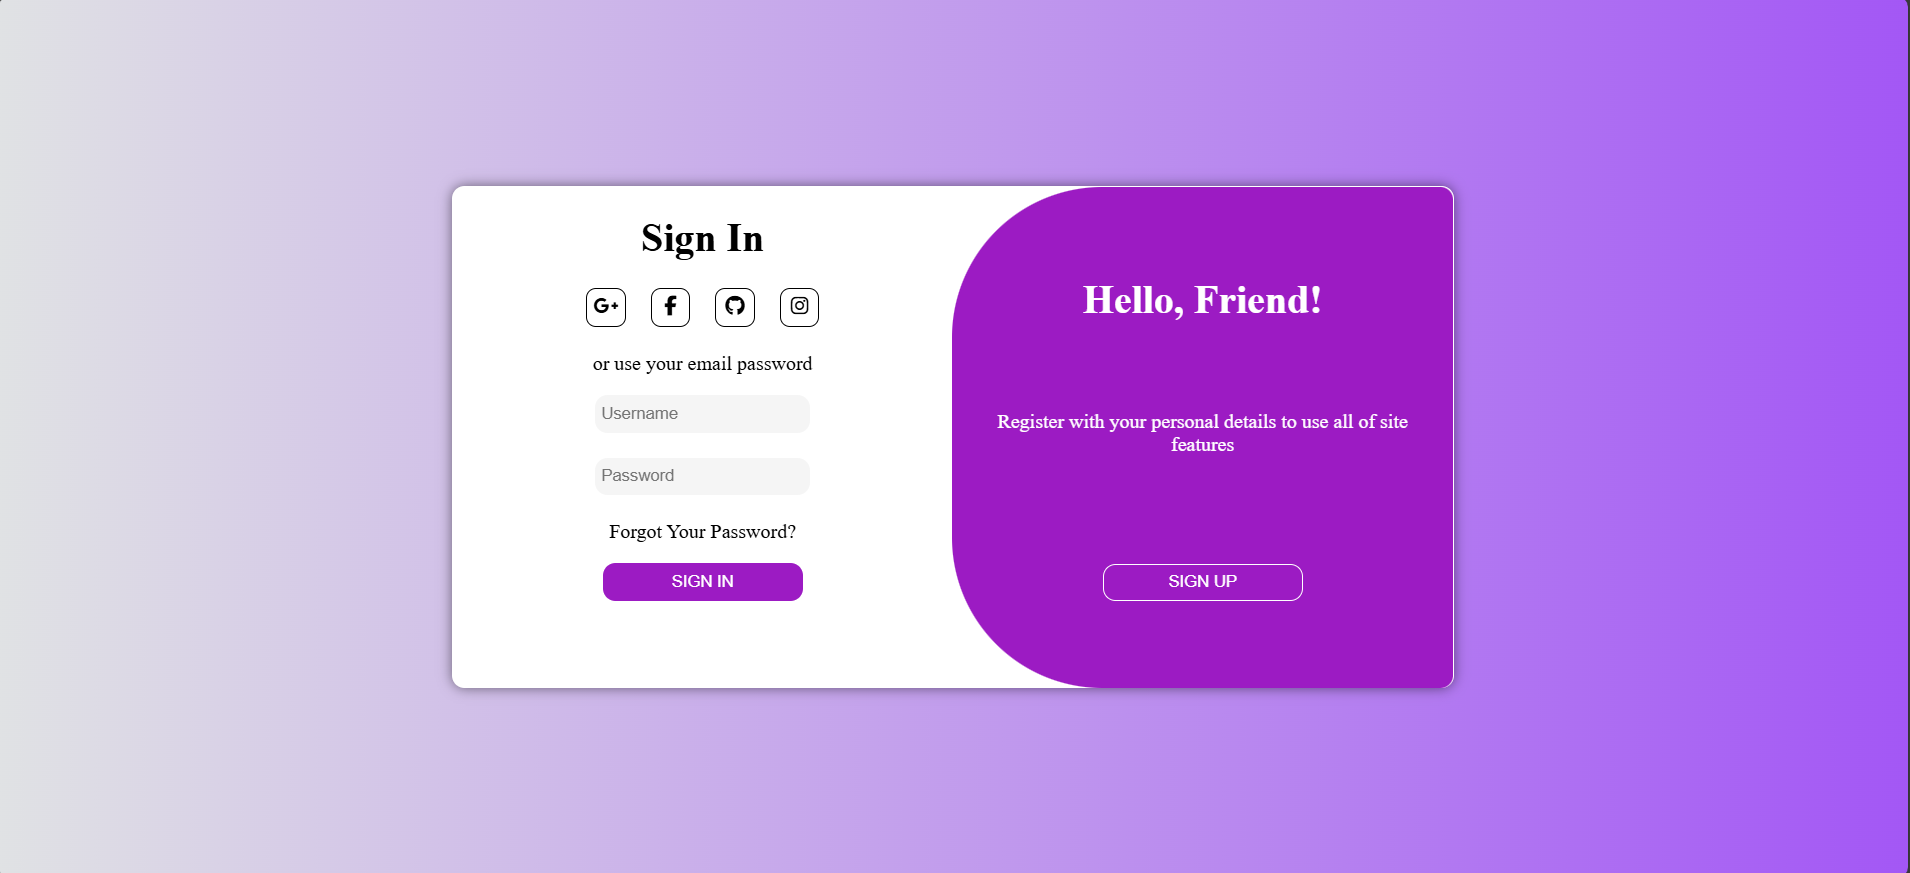 Sign In
G+
or use your email password
Username
Password
Forgot Your Password?
SIGN IN
Hello, Friend!
Register with your personal details to use all of site
features
SIGN UP